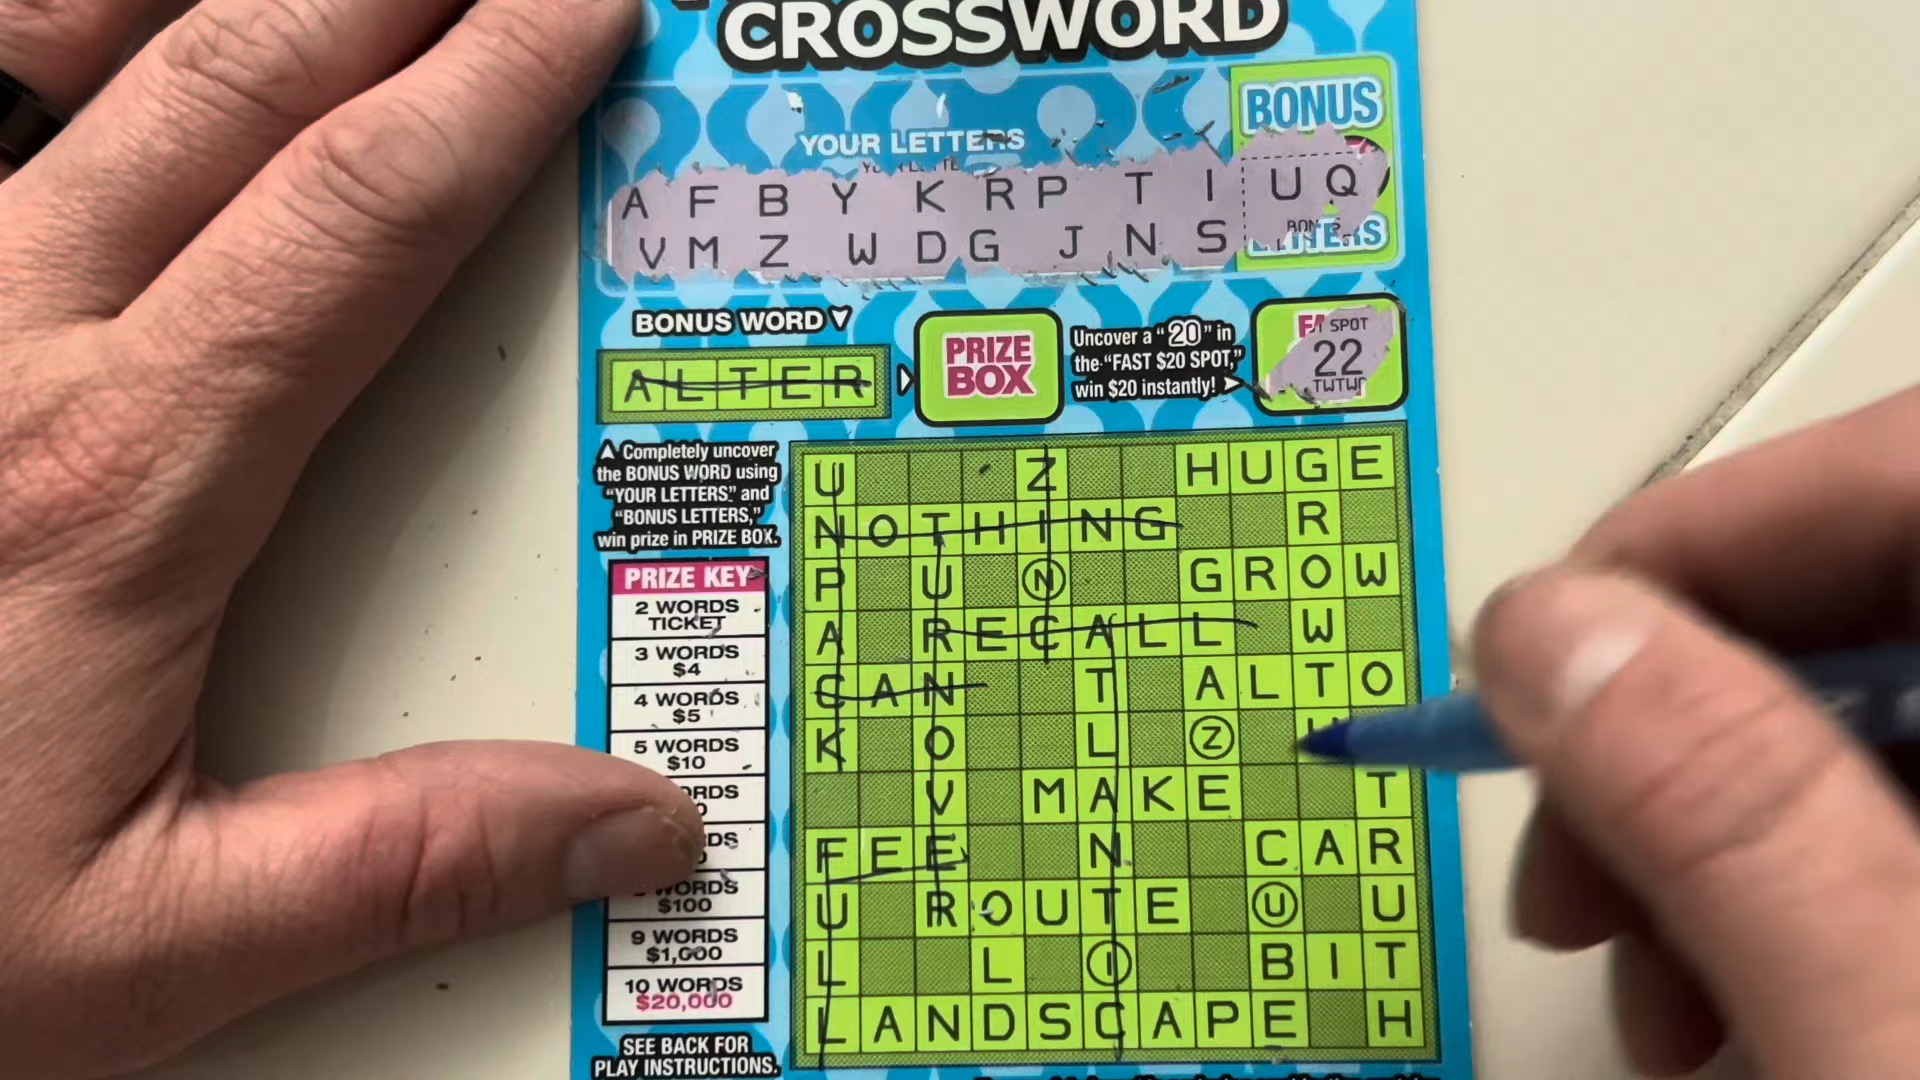 CROSSWORD
BONUS
YOUR LETTERS
A F B Y K R P T I U Q
V M Z W D G J N S
LETTERS
BONUS WORD
ALTER
PRIZE BOX
Uncover a "20" in
the "FAST $20 SPOT,"
win $20 instantly!
SPOT
22
TWTW
Completely uncover
the BONUS WORD using
"YOUR LETTERS" and
"BONUS LETTERS,"
win prize in PRIZE BOX.
PRIZE KEY
2 WORDS
TICKET
3 WORDS
$4
4 WORDS
$5
5 WORDS
$10
WORDS
$100
9 WORDS
$1,000
10 WORDS
$20,000
SEE BACK FOR
PLAY INSTRUCTIONS.
U Z HUGE
NOTHING R
P U N GROW
A RECALL W
CAN T ALTO
K O L Z
V MAKE T
FEE N CAR
U ROUTE U U
L L I BIT
LANDSCAPE H